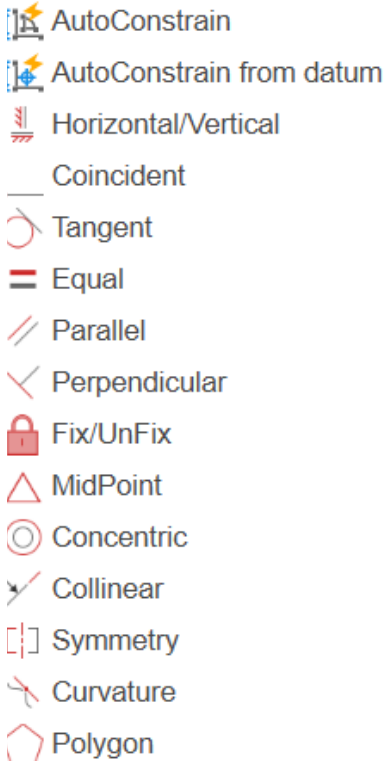 AutoConstrain
AutoConstrain from datum
Horizontal/Vertical
Coincident
Tangent
Equal
Parallel
Perpendicular
Fix/UnFix
MidPoint
Concentric
Collinear
Symmetry
Curvature
Polygon